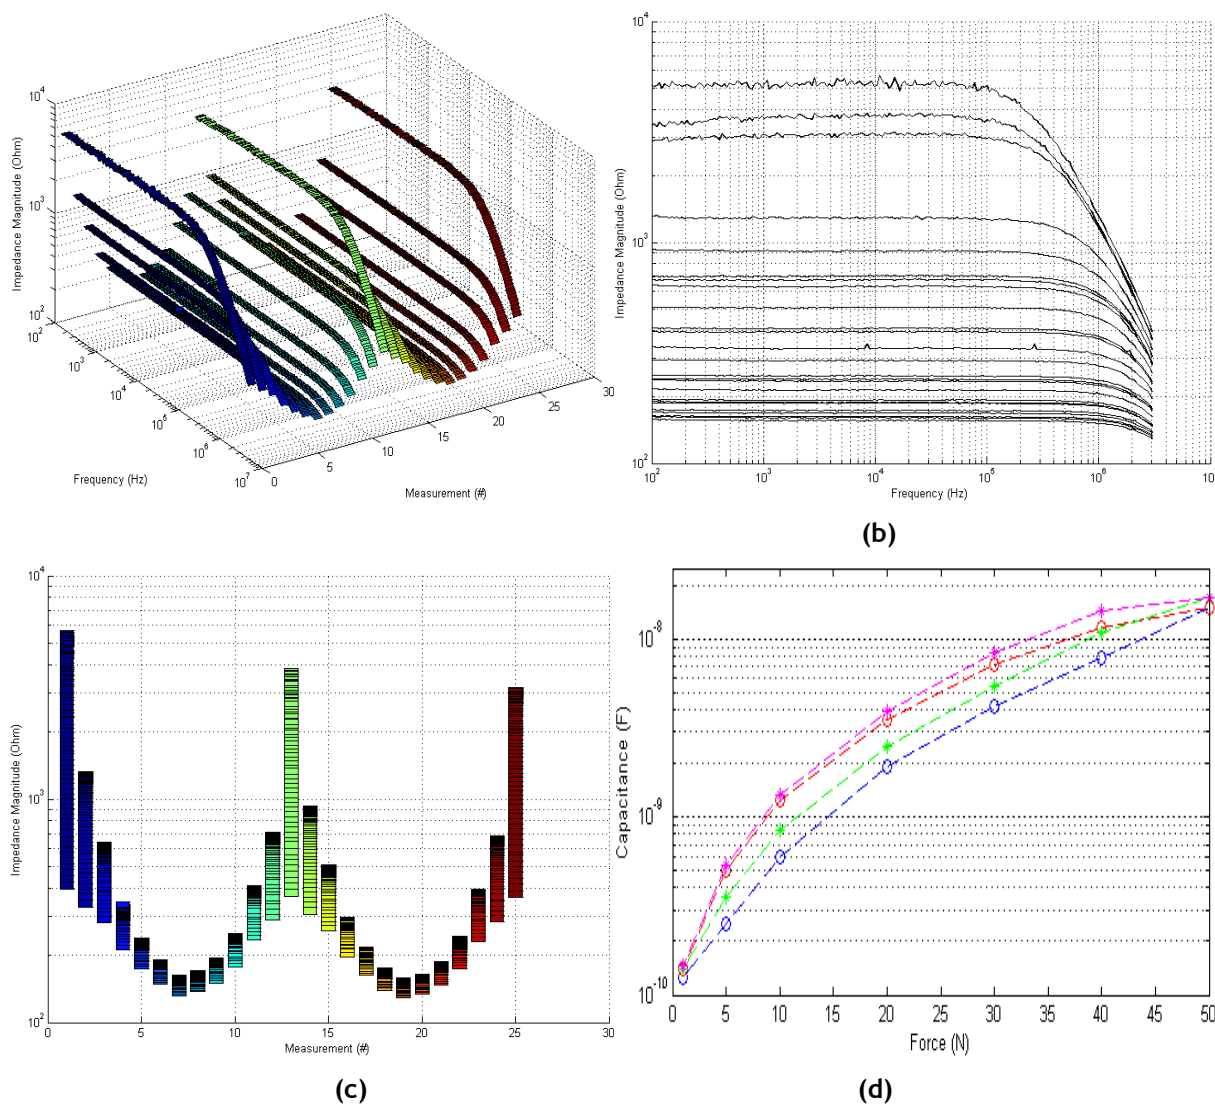 10^4
10^3
10^2
Impedance Magnitude (Ohm)
10^2
10^3
10^4
10^5
10^6
10^7
Frequency (Hz)
0
5
10
15
20
25
30
Measurement (#)
10^4
10^3
10^2
Impedance Magnitude (Ohm)
10^2 10^3 10^4 10^5 10^6 10
Frequency (Hz)
(b)
10^4
10^3
10^2
Impedance Magnitude (Ohm)
0 5 10 15 20 25 30
Measurement (#)
(c)
10^-8
10^-9
10^-10
Capacitance (F)
0 5 10 15 20 25 30 35 40 45 50
Force (N)
(d)